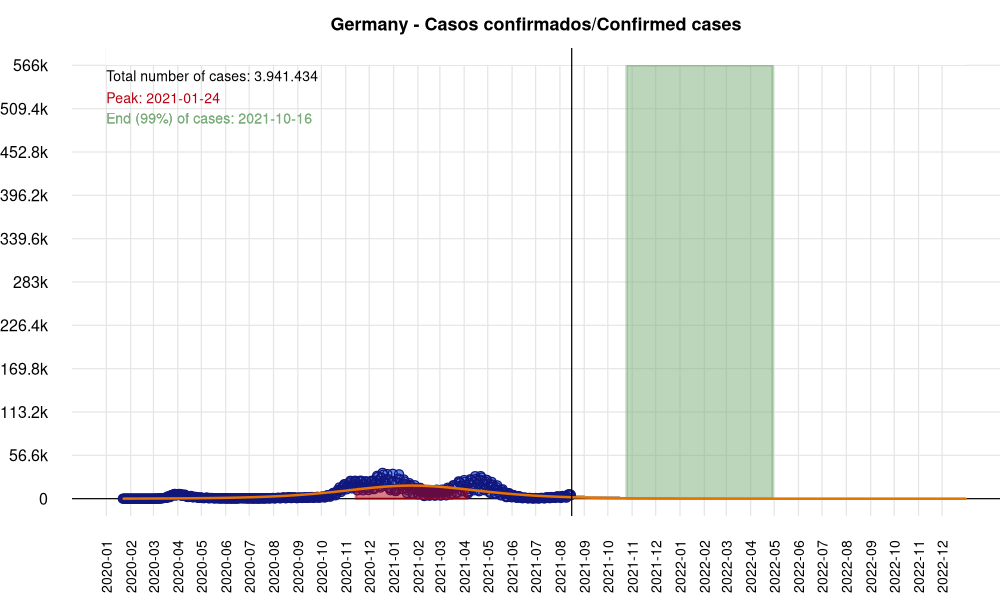 Germany - Casos confirmados/Confirmed cases
566k
Total number of cases: 3.941.434
Peak: 2021-01-24
509.4k
End (99%) of cases: 2021-10-16
452.8k
396.2k
339.6k
283k
226.4k
169.8k
113.2k
56.6k
0
2020-01
2020-02
2020-03
2020-04
2020-05
2020-06
2020-07
2020-08
2020-09
2020-10
2020-11
2020-12
2021-01
2021-02
2021-03
2021-04
2021-05
2021-06
2021-07
2021-08
2021-09
2021-10
2021-11
2021-12
2022-01
2022-02
2022-03
2022-04
2022-05
2022-06
2022-07
2022-08
2022-09
2022-10
2022-11
2022-12